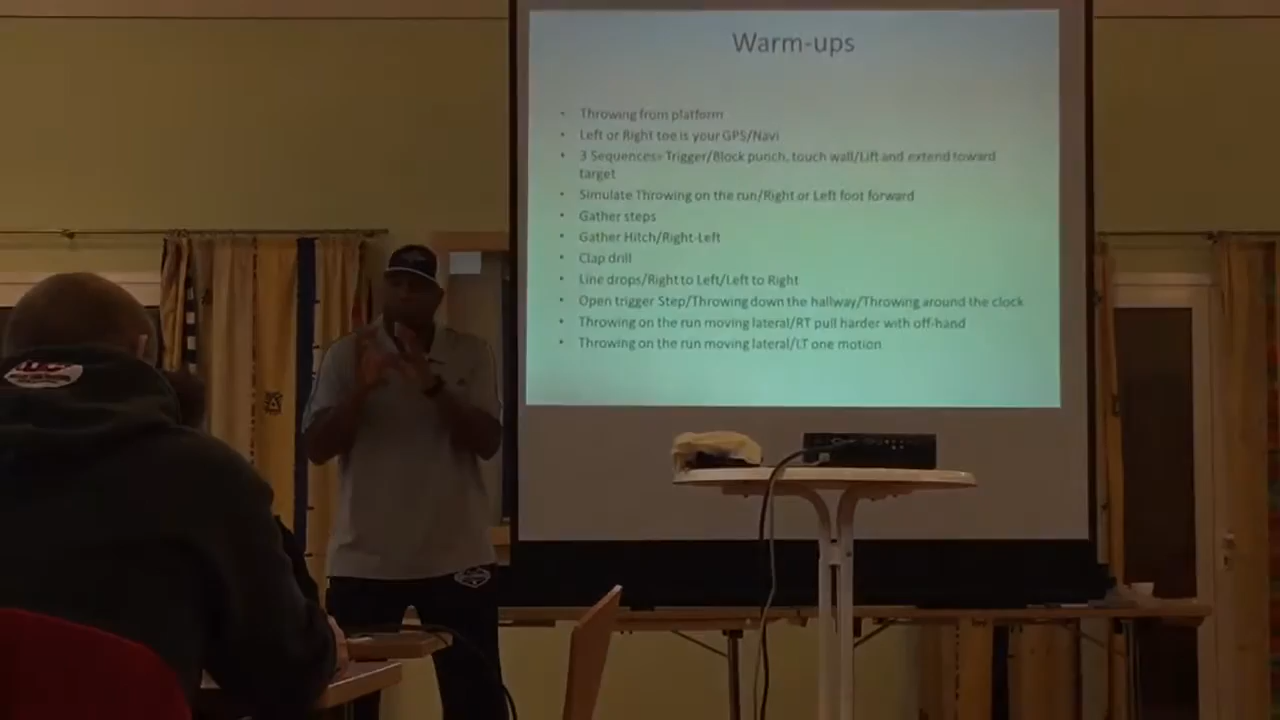 Warm-ups
• Throwing from platform
• Left or Right toe is your GPS/Navi
• 3 Sequences- Trigger/Block punch, touch wall/Lift and extend toward
target
• Simulate Throwing on the run/Right or Left foot forward
• Gather steps
• Gather Hitch/Right-Left
• Clap drill
• Line drops/Right to Left/Left to Right
• Open trigger Step/Throwing down the hallway/Throwing around the clock
• Throwing on the run moving lateral/RT pull harder with off-hand
• Throwing on the run moving lateral/LT one motion